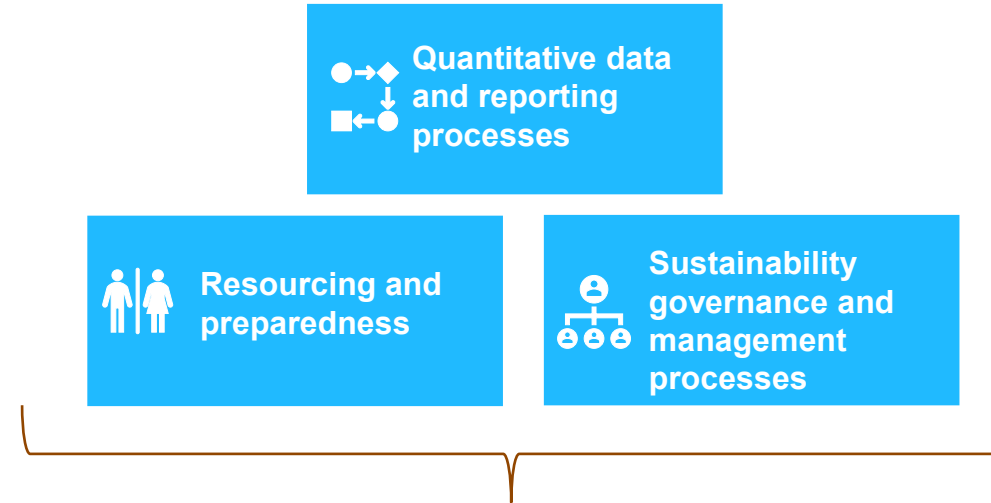 Quantitative data
and reporting
processes
Resourcing and
preparedness
Sustainability
governance and
management
processes